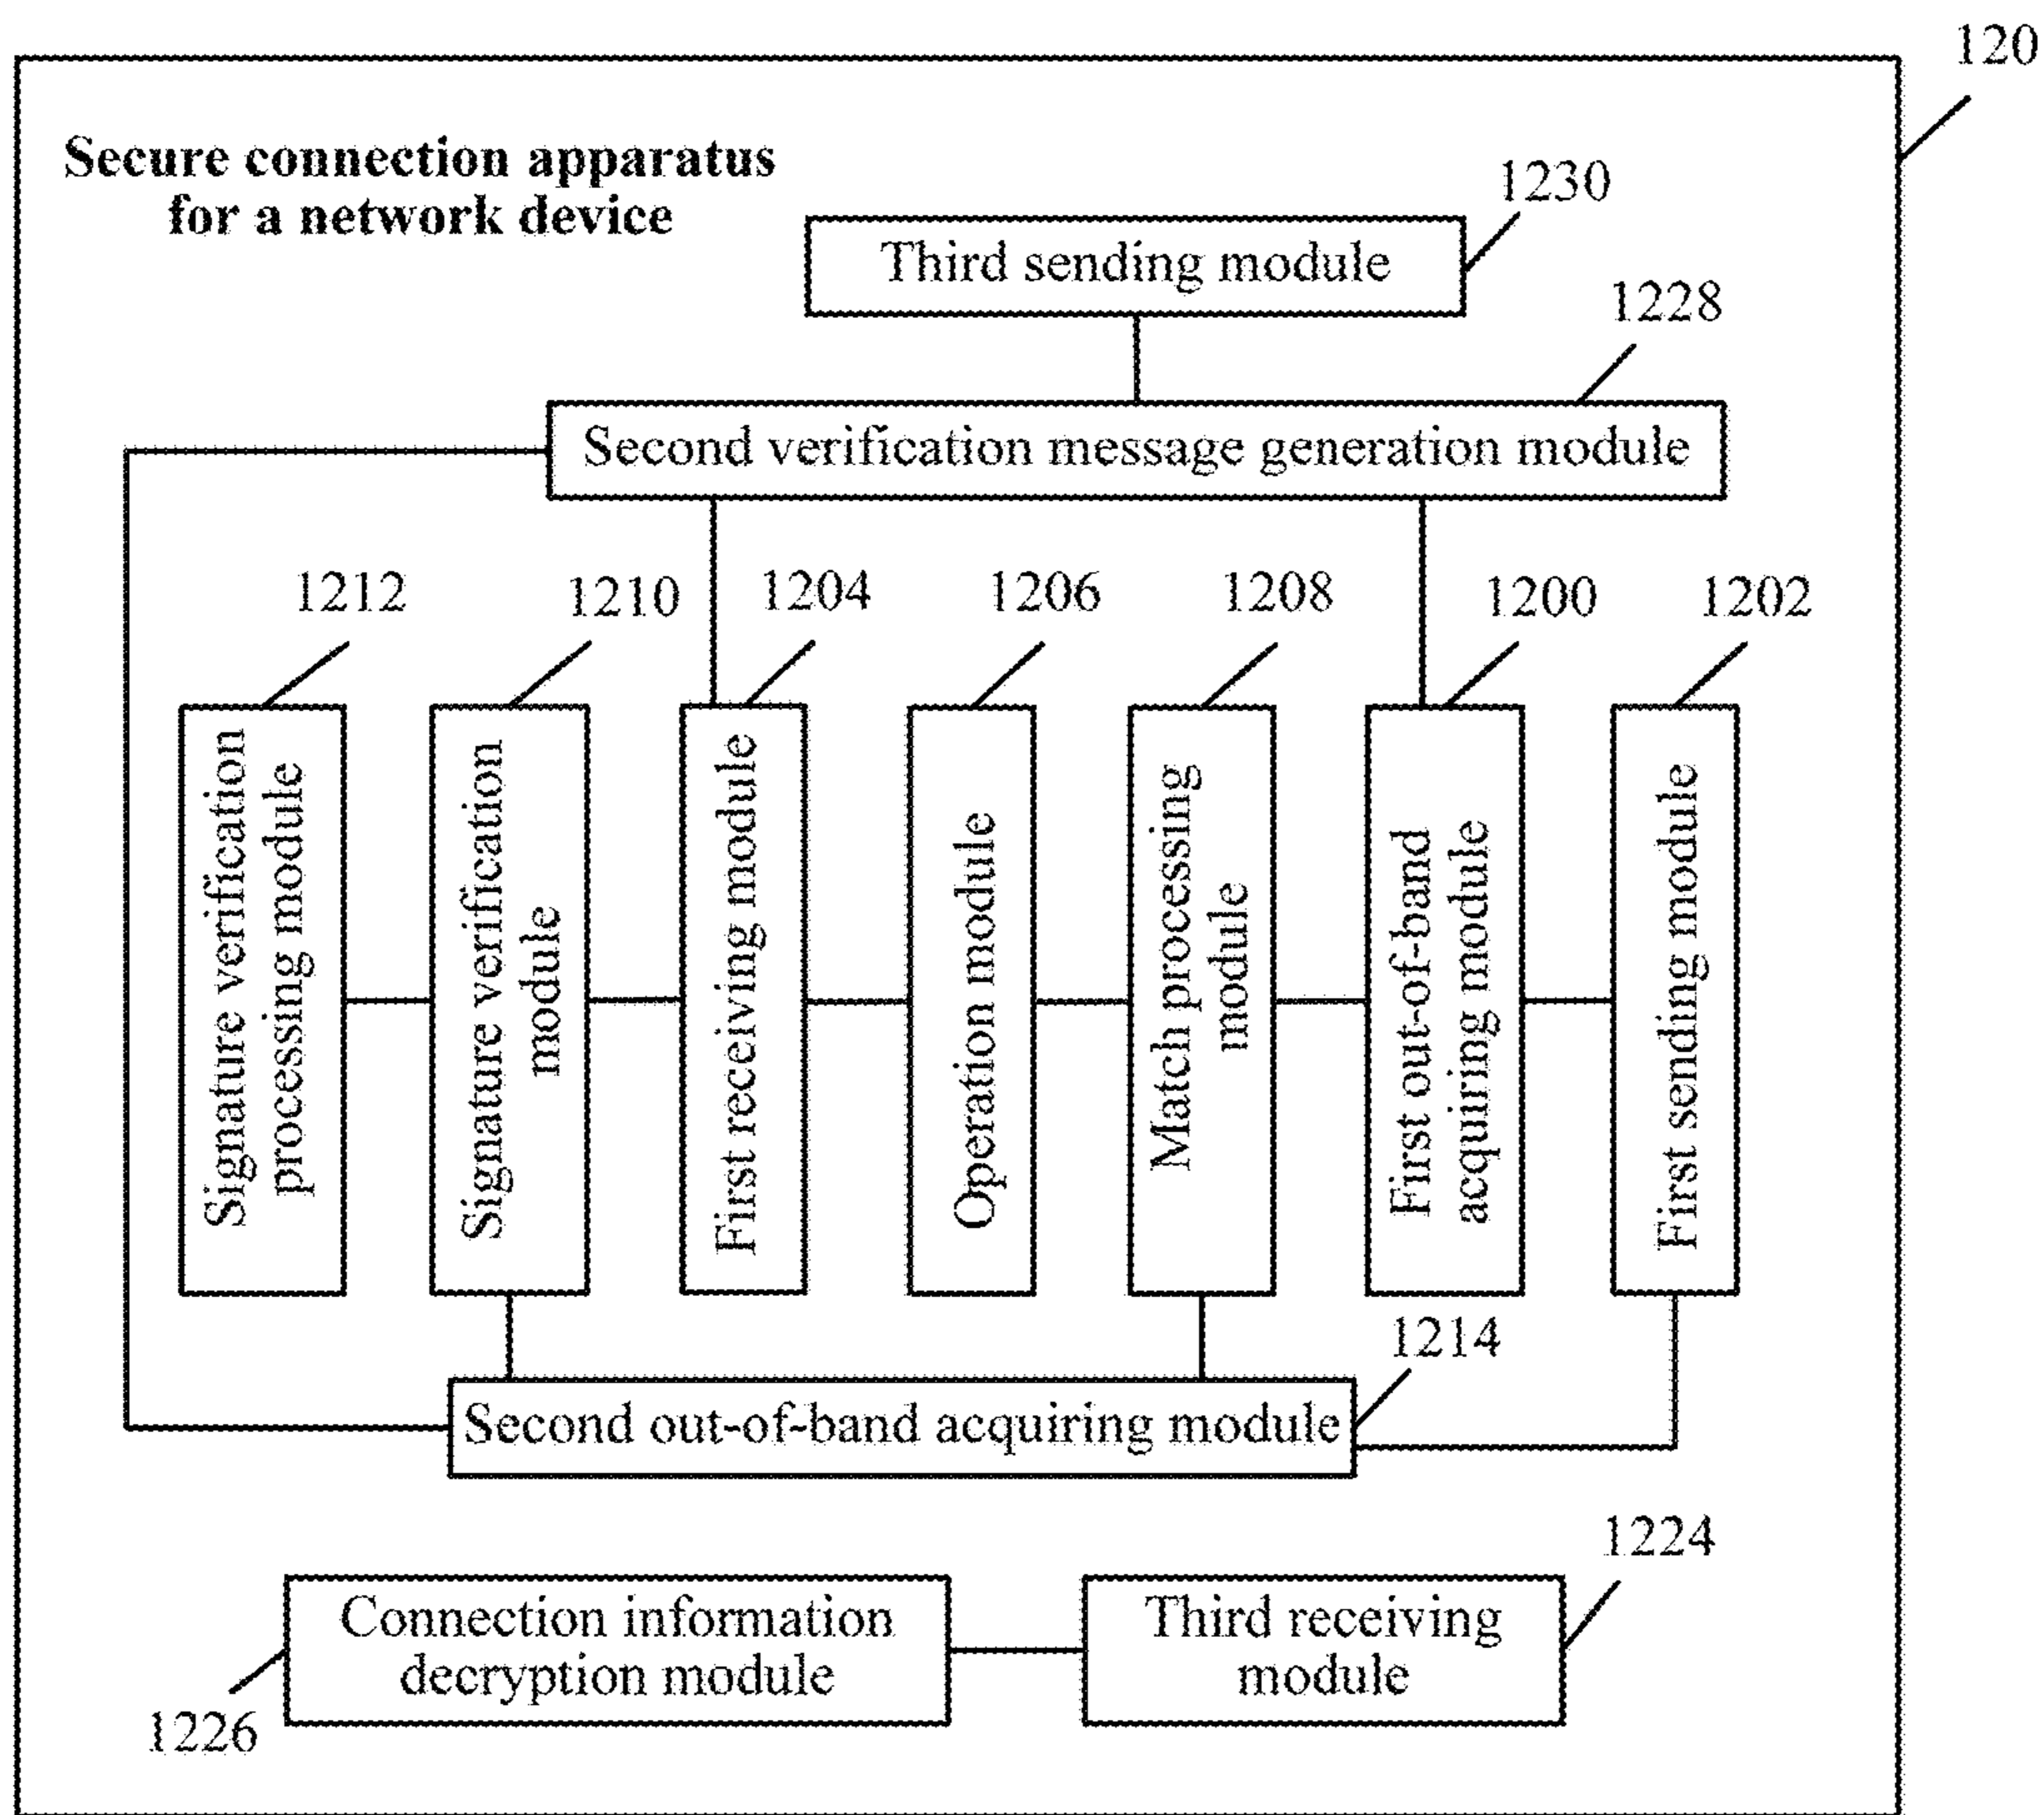 120
Secure connection apparatus
for a network device
1230
Third sending module
1228
Second verification message generation module
1212
1210
1204
1206
1208
1200
1202
Signature verification
processing module
Signature verification
module
First receiving module
Operation module
Match processing
module
First out-of-band
acquiring module
First sending module
1214
Second out-of-band acquiring module
1224
Connection information
decryption module
Third receiving
module
1226